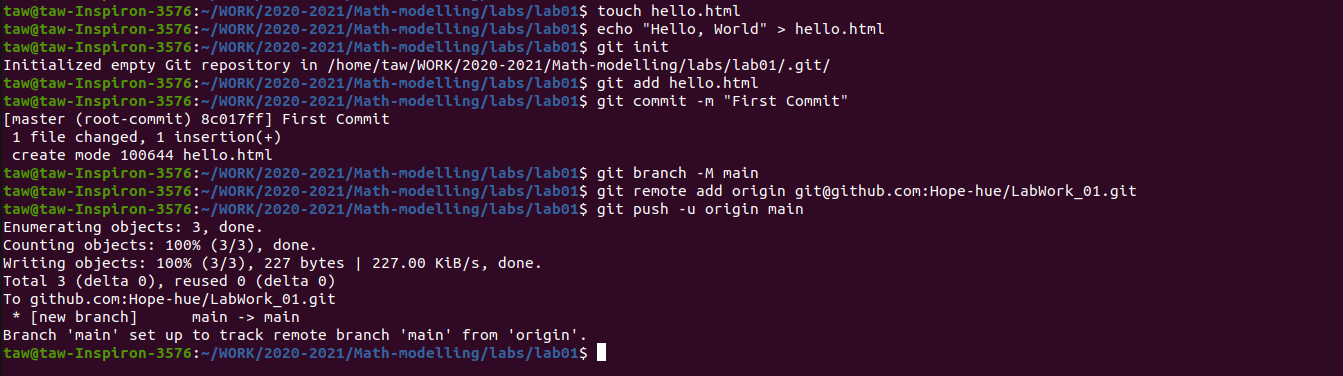 taw@taw-Inspiron-3576:~/WORK/2020-2021/Math-modelling/labs/lab01$ touch hello.html
taw@taw-Inspiron-3576:~/WORK/2020-2021/Math-modelling/labs/lab01$ echo "Hello, World" > hello.html
taw@taw-Inspiron-3576:~/WORK/2020-2021/Math-modelling/labs/lab01$ git init
Initialized empty Git repository in /home/taw/WORK/2020-2021/Math-modelling/labs/lab01/.git/
taw@taw-Inspiron-3576:~/WORK/2020-2021/Math-modelling/labs/lab01$ git add hello.html
taw@taw-Inspiron-3576:~/WORK/2020-2021/Math-modelling/labs/lab01$ git commit -m "First Commit"
[master (root-commit) 8c017ff] First Commit
 1 file changed, 1 insertion(+)
 create mode 100644 hello.html
taw@taw-Inspiron-3576:~/WORK/2020-2021/Math-modelling/labs/lab01$ git branch -M main
taw@taw-Inspiron-3576:~/WORK/2020-2021/Math-modelling/labs/lab01$ git remote add origin git@github.com:Hope-hue/LabWork_01.git
taw@taw-Inspiron-3576:~/WORK/2020-2021/Math-modelling/labs/lab01$ git push -u origin main
Enumerating objects: 3, done.
Counting objects: 100% (3/3), done.
Writing objects: 100% (3/3), 227 bytes | 227.00 KiB/s, done.
Total 3 (delta 0), reused 0 (delta 0)
To github.com:Hope-hue/LabWork_01.git
 * [new branch]      main -> main
Branch 'main' set up to track remote branch 'main' from 'origin'.
taw@taw-Inspiron-3576:~/WORK/2020-2021/Math-modelling/labs/lab01$